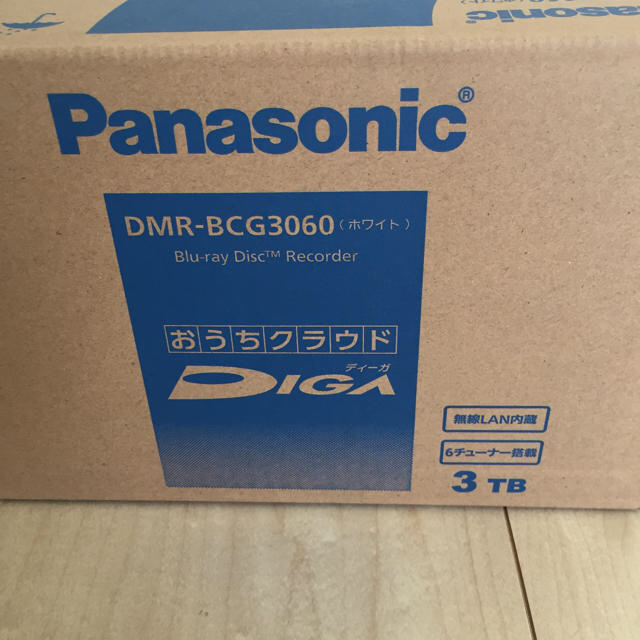 Panasonic
Panasonic®
DMR-BCG3060(ホワイト)
Blu-ray Disc™ Recorder
おうちクラウド
ディーガ
DIGA
無線LAN内蔵
6チューナー搭載
3 TB